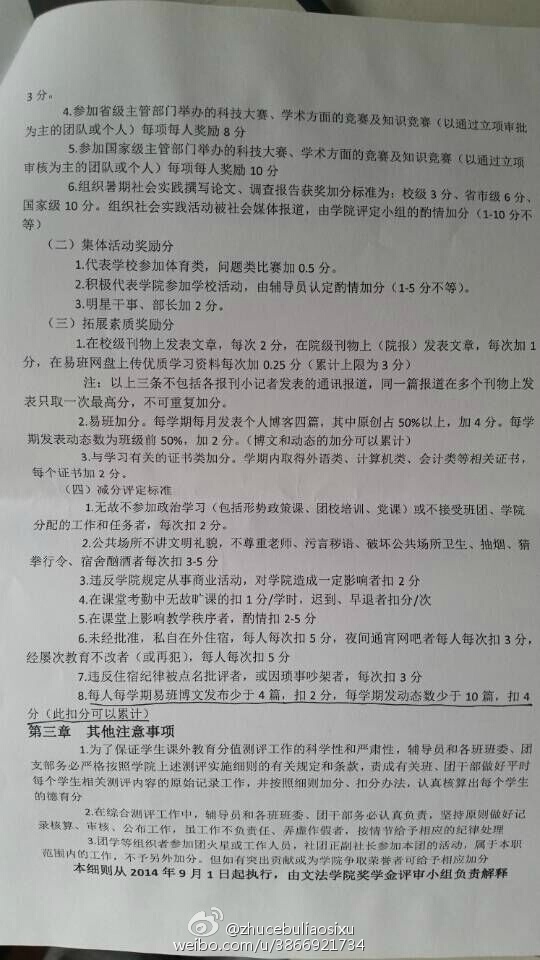 3 分。
4.参加省级主管部门举办的科技大赛、学术方面的竞赛及知识竞赛（以通过立项审批
为主的团队或个人）每项每人奖励 8 分
5.参加国家级主管部门举办的科技大赛、学术方面的竞赛及知识竞赛（以通过立项
审核为主的团队或个人）每项每人奖励 10 分
6.组织暑期社会实践撰写论文、调查报告获奖加分标准为：校级 3 分、省市级 6 分、
国家级 10 分。组织社会实践活动被社会媒体报道，由学院评定小组的酌情加分（1-10 分不
等）
（二）集体活动奖励分
1.代表学校参加体育类，问题类比赛加 0.5 分。
2.积极代表学院参加学校活动，由辅导员认定酌情加分（1-5 分不等）。
3.明星干事、部长加 2 分。
（三）拓展素质奖励分
1.在校级刊物上发表文章，每次 2 分，在院级刊物上（院报）发表文章，每次加 1
分，在易班网盘上传优质学习资料每次加 0.25 分（累计上限为 3 分）
注：以上三条不包括各报刊小记者发表的通讯报道，同一篇报道在多个刊物上发
表只取一次最高分，不可重复加分。
2.易班加分。每学期每月发表个人博客四篇，其中原创占 50%以上，加 4 分。每学
期发表动态数为班级前 50%，加 2 分。（博文和动态的加分可以累计）
3.与学习有关的证书类加分。学期内取得外语类、计算机类、会计类等相关证书，
每个证书加 2 分。
（四）减分评定标准
1.无故不参加政治学习（包括形势政策课、团校培训、党课）或不接受班团、学院
分配的工作和任务者，每次扣 2 分。
2.公共场所不讲文明礼貌，不尊重老师、污言秽语、破坏公共场所卫生、抽烟、猜
拳行令、宿舍酗酒者每次扣 3-5 分
3.违反学院规定从事商业活动，对学院造成一定影响者扣 2 分
4.在课堂考勤中无故旷课的扣 1 分/学时，迟到、早退者扣分/次
5.在课堂上影响教学秩序者，酌情扣 2-5 分
6.未经批准，私自在外住宿，每人每次扣 5 分，夜间通宵网吧者每人每次扣 3 分，
经屡次教育不改者（或再犯），每人每次扣 5 分
7.违反住宿纪律被点名批评者，或因琐事吵架者，每次扣 3 分
8.每人每学期易班博文发布少于 4 篇，扣 2 分，每学期发动态数少于 10 篇，扣 4
分（此扣分可以累计）
第三章 其他注意事项
1.为了保证学生课外教育分值测评工作的科学性和严肃性，辅导员和各班班委、团
支部务必严格按照学院上述测评实施细则的有关规定和条款，责成有关班、团干部做好平时
每个学生相关测评内容的原始记录工作，并按照细则加分、扣分办法，认真核算出每个学生
的德育分
2.在综合测评工作中，辅导员和各班班委、团干部务必认真负责，坚持原则做好记
录核算、审核、公布工作，虽工作不负责任、弄虚作假者，按情节给予相应的纪律处理
3.团学等组织者参加团火星或工作人员，社团正副社长参加本团的活动，属于本职
范围内的工作，不予另外加分。但如有突出贡献或为学院争取荣誉者可给予相应加分
本细则从 2014 年 9 月 1 日起执行，由文法学院奖学金评审小组负责解释
@zhucebuliaosixu
weibo.com/u/3866921734